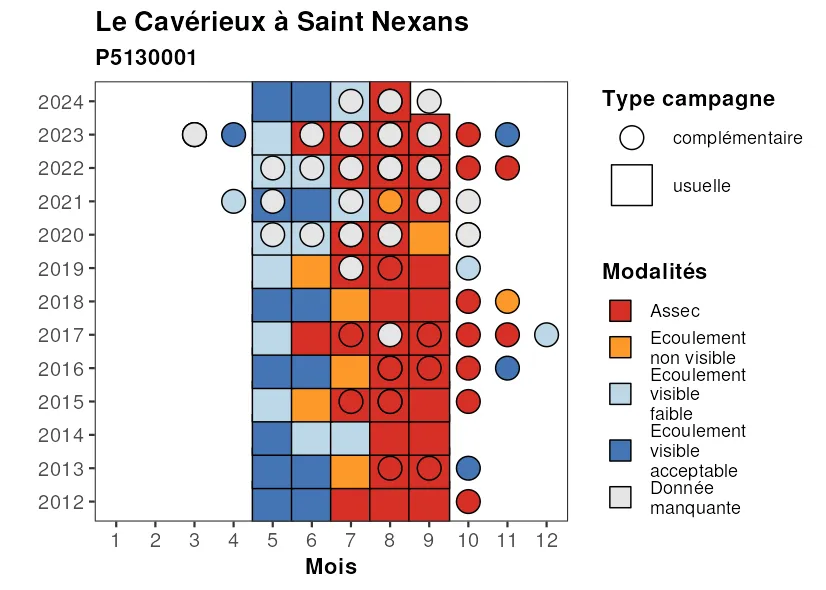 Le Cavérieux à Saint Nexans
P5130001
2024
2023
2022
2021
2020
2019
2018
2017
2016
2015
2014
2013
2012
1 2 3 4 5 6 7 8 9 10 11 12
Mois
Type campagne
complémentaire
usuelle
Modalités
Assec
Ecoulement
non visible
Ecoulement
visible
faible
Ecoulement
visible
acceptable
Donnée
manquante